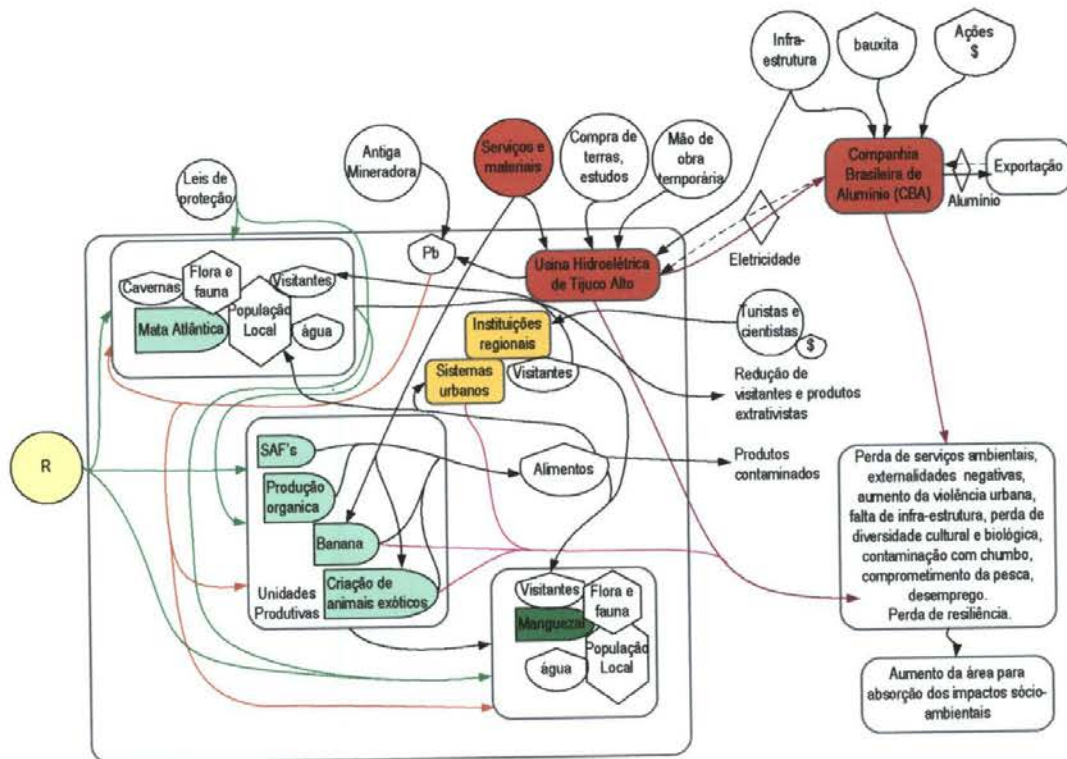 Infra-
estrutura
bauxita
Ações
$
Antiga
Mineradora
Serviços e
materiais
Compra de
terras,
estudos
Mão de
obra
temporária
Companhia
Brasileira de
Alumínio (CBA)
Exportação
Alumínio
Leis de
proteção
Pb
Usina Hidroelétrica
de Tijuco Alto
Eletricidade
Cavernas
Flora e
fauna
Visitantes
Mata Atlântica
População
Local
água
Instituições
regionais
Turistas e
cientistas
$
Sistemas
urbanos
Visitantes
Redução de
visitantes e produtos
extrativistas
R
SAF's
Alimentos
Produtos
contaminados
Produção
organica
Banana
Unidades
Produtivas
Criação de
animais exóticos
Visitantes
Flora e
fauna
Manguezal
População
Local
água
Perda de serviços ambientais,
externalidades negativas,
aumento da violência urbana,
falta de infra-estrutura, perda de
diversidade cultural e biológica,
contaminação com chumbo,
comprometimento da pesca,
desemprego.
Perda de resiliência.
Aumento da área para
absorção dos impactos sócio-
ambientais